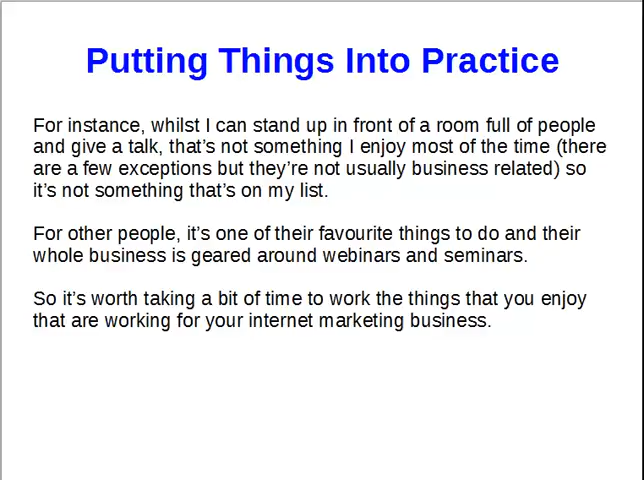 Putting Things Into Practice
For instance, whilst I can stand up in front of a room full of people
and give a talk, that’s not something I enjoy most of the time (there
are a few exceptions but they’re not usually business related) so
it’s not something that’s on my list.
For other people, it’s one of their favourite things to do and their
whole business is geared around webinars and seminars.
So it’s worth taking a bit of time to work the things that you enjoy
that are working for your internet marketing business.